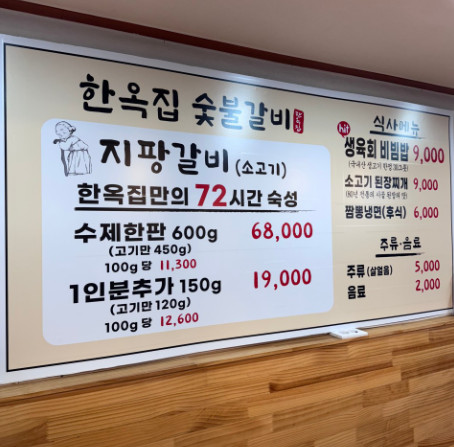 한옥집 숯불갈비
지팡갈비 (소고기)
한옥집만의 72시간 숙성
수제한판 600g 68,000
(고기만 450g)
100g 당 11,300
1인분추가 150g 19,000
(고기만 120g)
100g 당 12,600
식사메뉴
hit
생육회 비빔밥 9,000
소고기 된장찌개 9,000
짬뽕냉면(후식) 6,000
주류·음료
주류 (살얼음) 5,000
음료 2,000